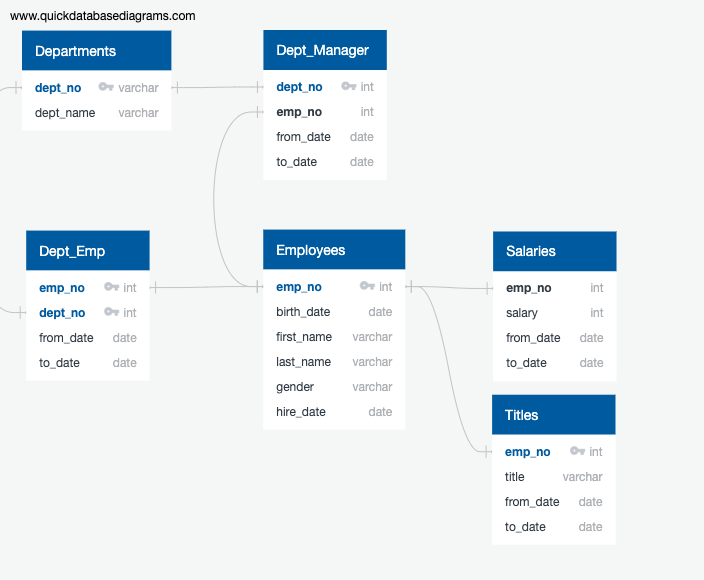 www.quickdatabasediagrams.com
Departments
dept_no varchar
dept_name varchar
Dept_Manager
dept_no int
emp_no int
from_date date
to_date date
Dept_Emp
emp_no int
dept_no int
from_date date
to_date date
Employees
emp_no int
birth_date date
first_name varchar
last_name varchar
gender varchar
hire_date date
Salaries
emp_no int
salary int
from_date date
to_date date
Titles
emp_no int
title varchar
from_date date
to_date date